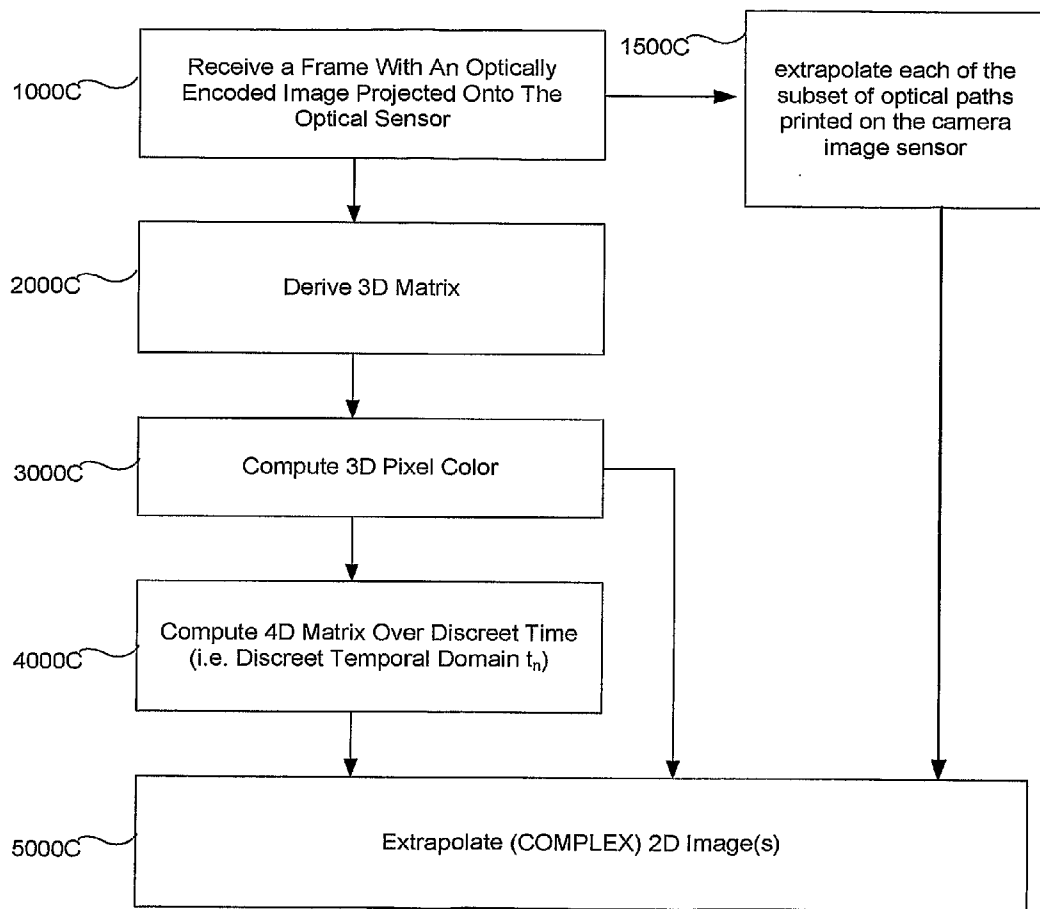 1000C
Receive a Frame With An Optically
Encoded Image Projected Onto The
Optical Sensor
1500C
extrapolate each of the
subset of optical paths
printed on the camera
image sensor
2000C
Derive 3D Matrix
3000C
Compute 3D Pixel Color
4000C
Compute 4D Matrix Over Discreet Time
(i.e. Discreet Temporal Domain tn)
5000C
Extrapolate (COMPLEX) 2D Image(s)